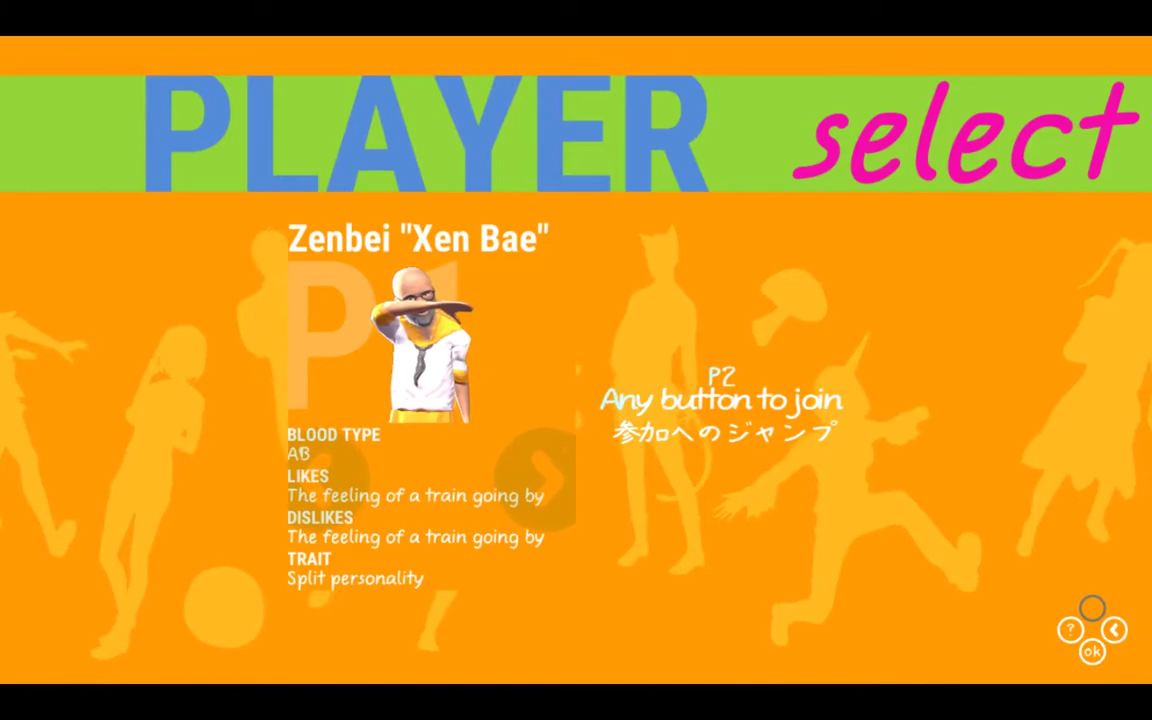 PLAYER select
Zenbei "Xen Bae"
P1
BLOOD TYPE
AB
LIKES
The feeling of a train going by
DISLIKES
The feeling of a train going by
TRAIT
Split personality
P2
Any button to join
参加へのジャンプ
?
ok